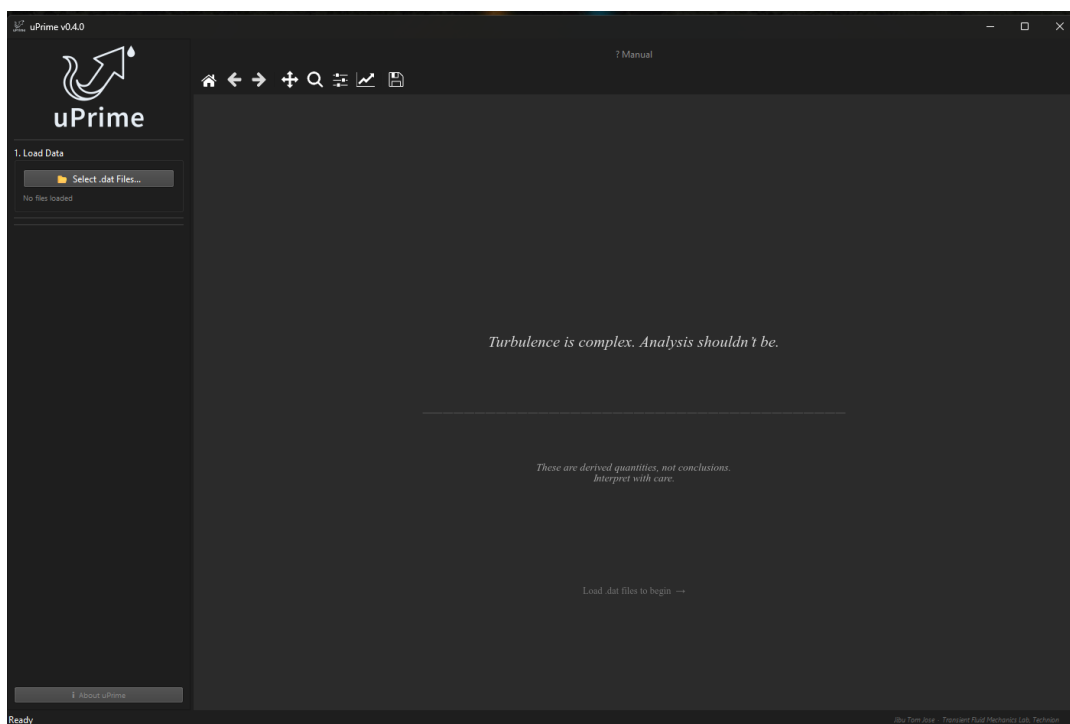 uPrime v0.4.0
? Manual
uPrime
1. Load Data
Select .dat Files...
No files loaded
Turbulence is complex. Analysis shouldn't be.
These are derived quantities, not conclusions.
Interpret with care.
Load .dat files to begin →
ℹ About uPrime
Ready
Tom Jose - Transient Fluid Mechanics Lab, Technion